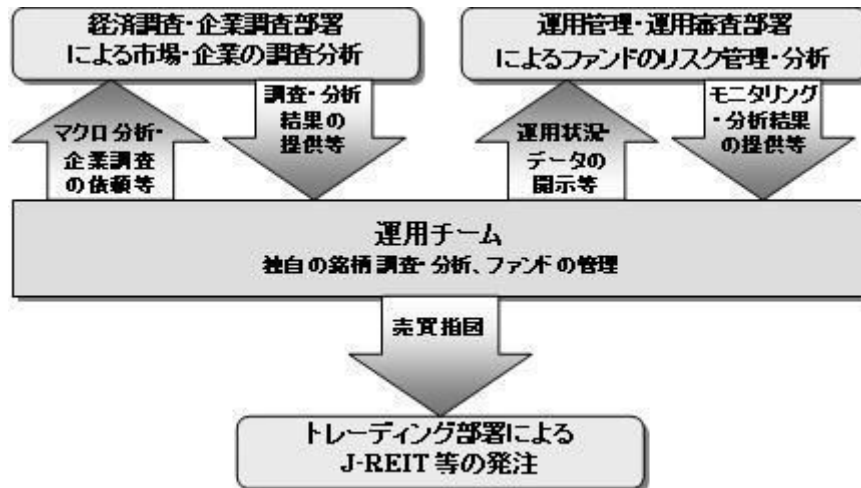 経済調査・企業調査部署
による市場・企業の調査分析
運用管理・運用審査部署
によるファンドのリスク管理・分析
マクロ分析・
企業調査
の依頼等
調査・分析
結果の
提供等
運用状況・
データの
開示等
モニタリング
・分析結果
の提供等
運用チーム
独自の銘柄調査・分析、ファンドの管理
売買指図
トレーディング部署による
J-REIT等の発注